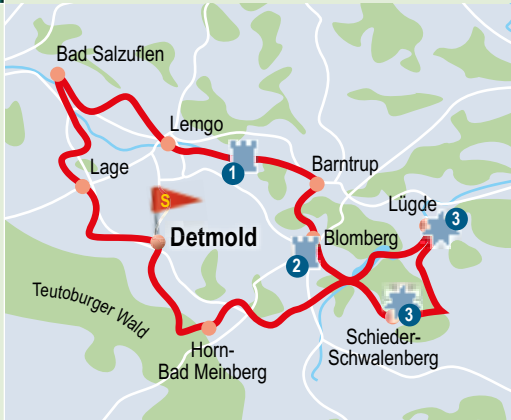 Bad Salzuflen
Lemgo
1
Barntrup
Lage
S
Lügde
3
Detmold
Blomberg
2
Teutoburger Wald
3
Schieder-
Schwalenberg
Horn-
Bad Meinberg